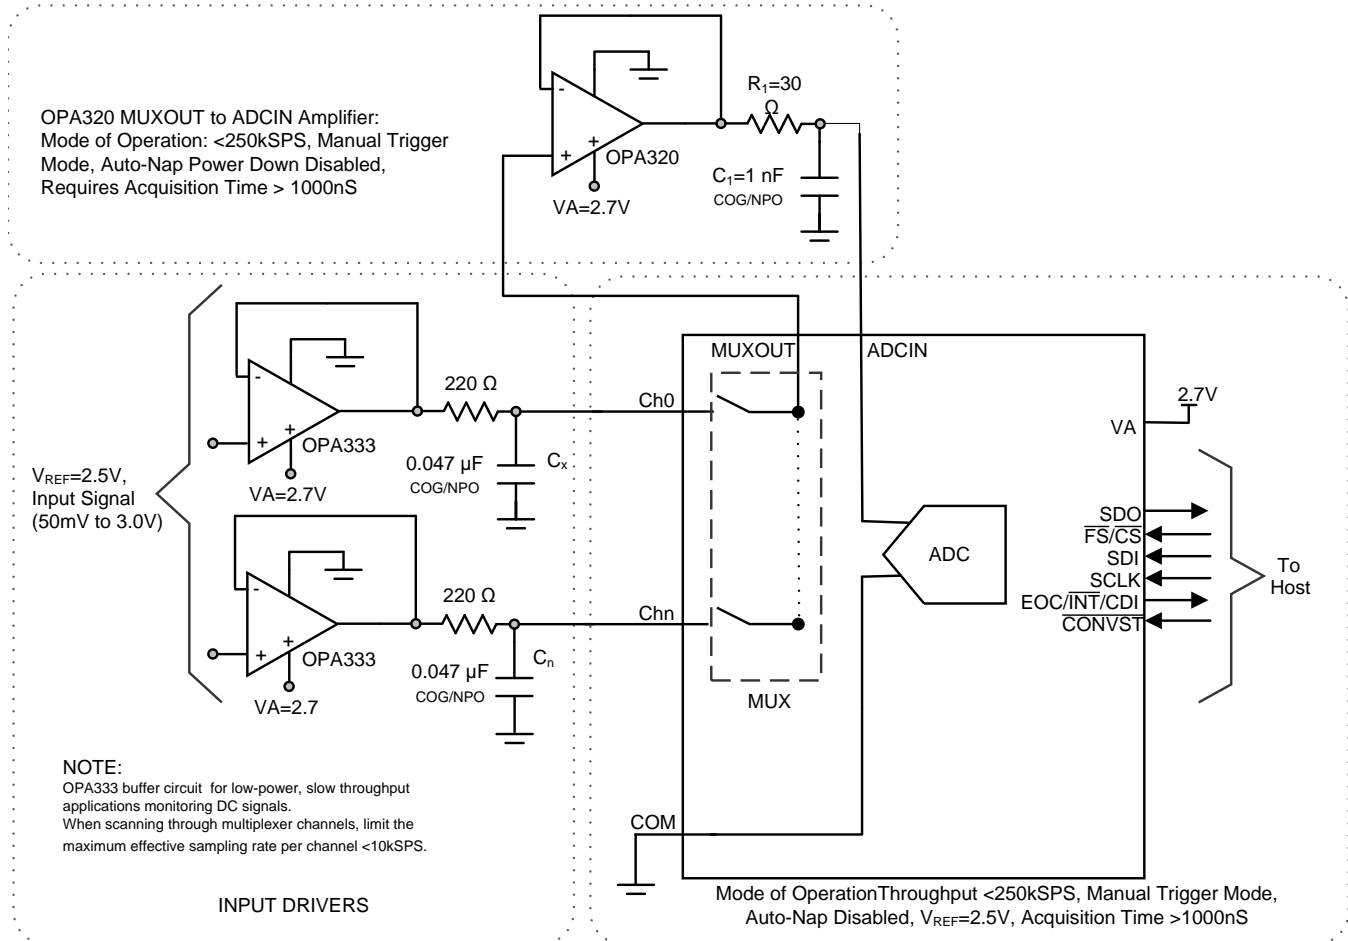 OPA320 MUXOUT to ADCIN Amplifier:
Mode of Operation: <250kSPS, Manual Trigger
Mode, Auto-Nap Power Down Disabled,
Requires Acquisition Time > 1000nS
-
+
+
OPA320
VA=2.7V
R₁=30
Ω
C₁=1 nF
COG/NPO
V_REF=2.5V,
Input Signal
(50mV to 3.0V)
-
+
+
OPA333
VA=2.7V
220 Ω
0.047 µF
COG/NPO
Cₓ
Ch0
-
+
+
OPA333
VA=2.7
220 Ω
0.047 µF
COG/NPO
Cₙ
Chn
NOTE:
OPA333 buffer circuit for low-power, slow throughput
applications monitoring DC signals.
When scanning through multiplexer channels, limit the
maximum effective sampling rate per channel <10kSPS.
INPUT DRIVERS
MUXOUT
ADCIN
MUX
ADC
COM
2.7V
VA
SDO
F̅S̅/C̅S̅
SDI
SCLK
EOC/I̅N̅T̅/CDI
C̅O̅N̅V̅S̅T̅
To
Host
Mode of OperationThroughput <250kSPS, Manual Trigger Mode,
Auto-Nap Disabled, V_REF=2.5V, Acquisition Time >1000nS